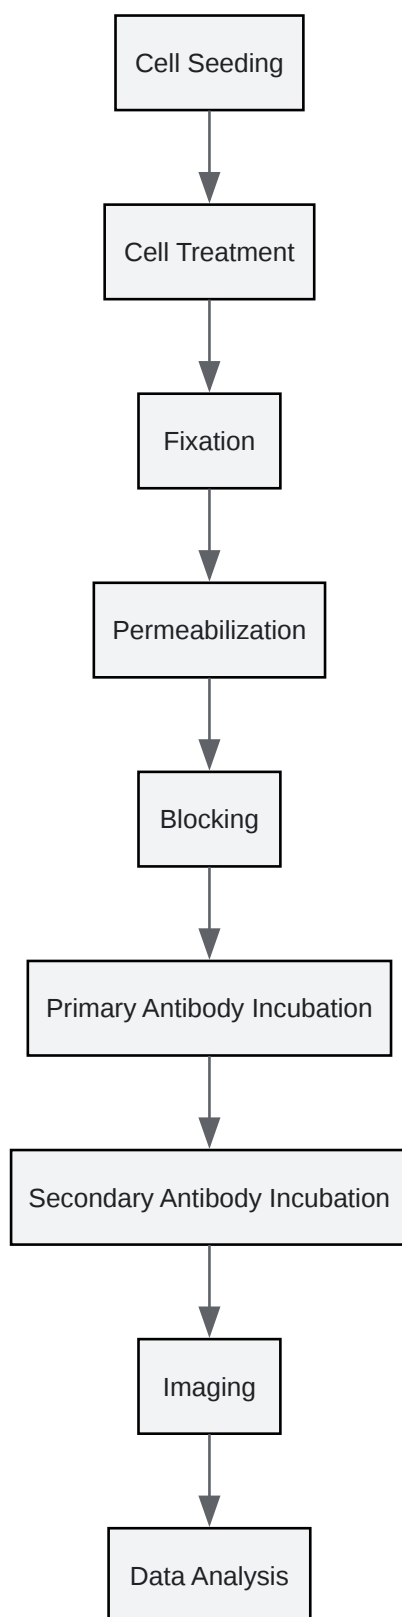 Cell Seeding
Cell Treatment
Fixation
Permeabilization
Blocking
Primary Antibody Incubation
Secondary Antibody Incubation
Imaging
Data Analysis